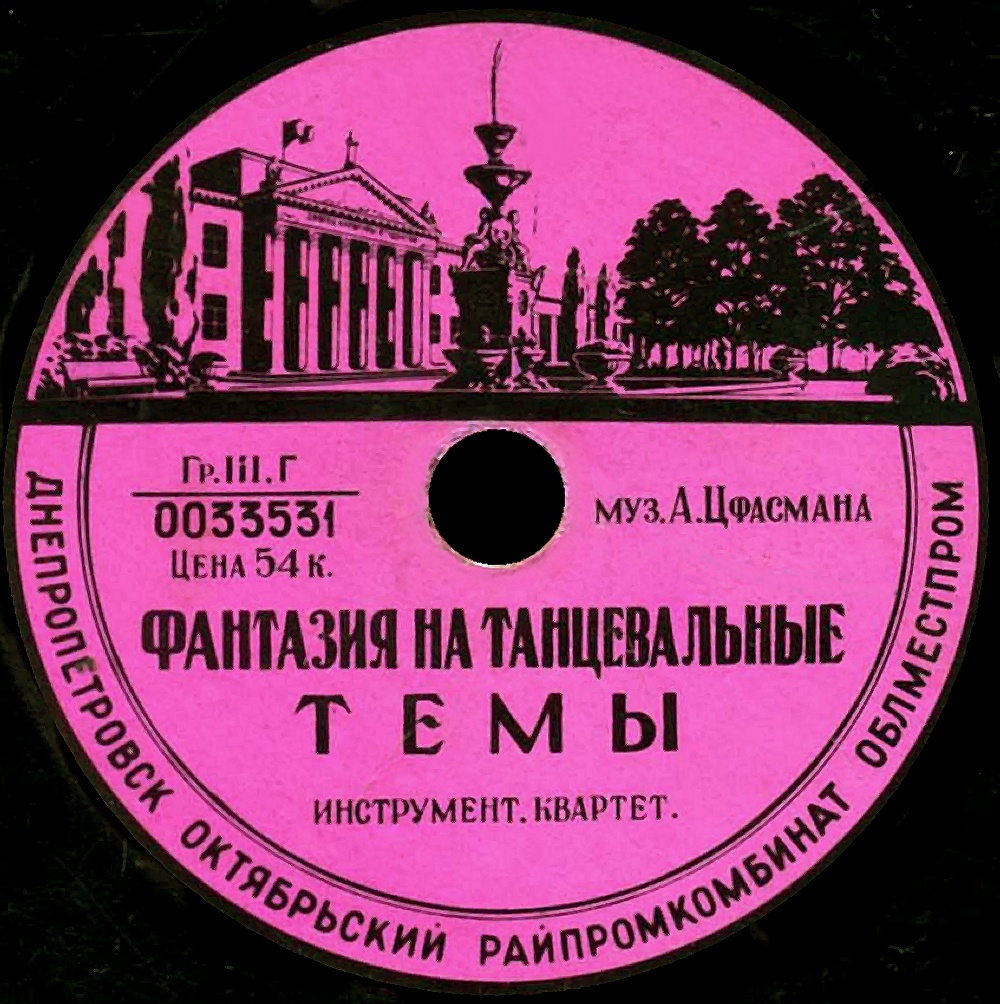 Гр.III.Г
0033531
Цена 54 к.
муз. А. Цфасмана
ФАНТАЗИЯ НА ТАНЦЕВАЛЬНЫЕ
ТЕМЫ
ИНСТРУМЕНТ. КВАРТЕТ.
ДНЕПРОПЕТРОВСК ОКТЯБРЬСКИЙ РАЙПРОМКОМБИНАТ ОБЛМЕСТПРОМ